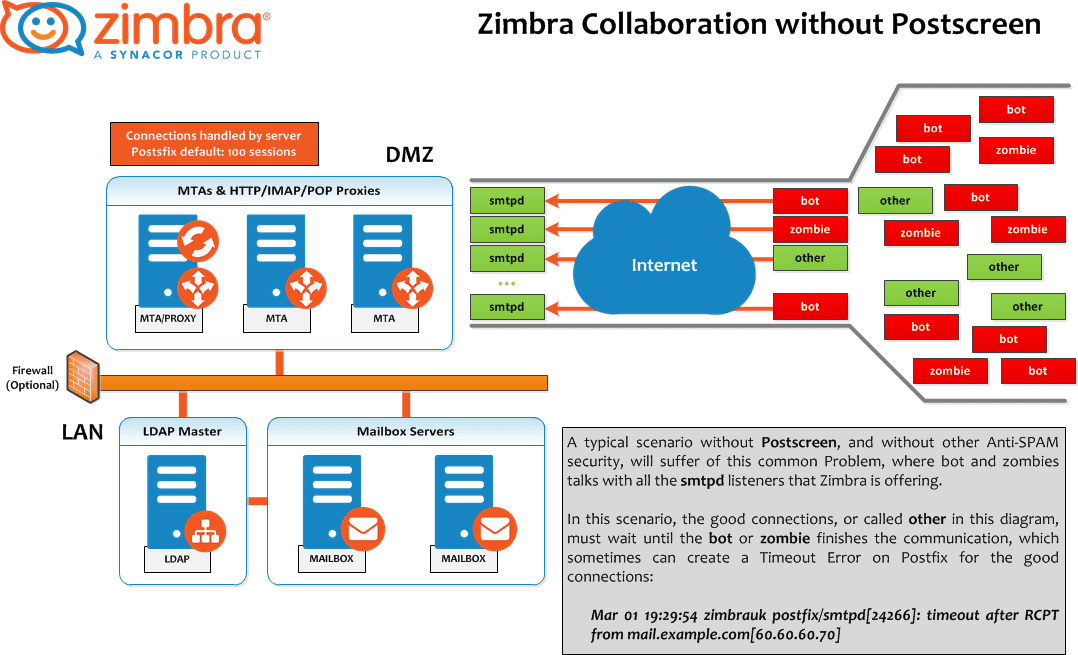 zimbra®
A SYNACOR PRODUCT
Zimbra Collaboration without Postscreen
Connections handled by server
Postsfix default: 100 sessions
DMZ
MTAs & HTTP/IMAP/POP Proxies
MTA/PROXY
MTA
MTA
smtpd
smtpd
smtpd
...
smtpd
Internet
bot
zombie
other
bot
bot
bot
zombie
bot
other
bot
zombie
zombie
other
other
other
bot
bot
zombie
bot
Firewall
(Optional)
LAN
LDAP Master
LDAP
Mailbox Servers
MAILBOX
MAILBOX
A typical scenario without Postscreen, and without other Anti-SPAM
security, will suffer of this common Problem, where bot and zombies
talks with all the smtpd listeners that Zimbra is offering.
In this scenario, the good connections, or called other in this diagram,
must wait until the bot or zombie finishes the communication, which
sometimes can create a Timeout Error on Postfix for the good
connections:
Mar 01 19:29:54 zimbrauk postfix/smtpd[24266]: timeout after RCPT
from mail.example.com[60.60.60.70]